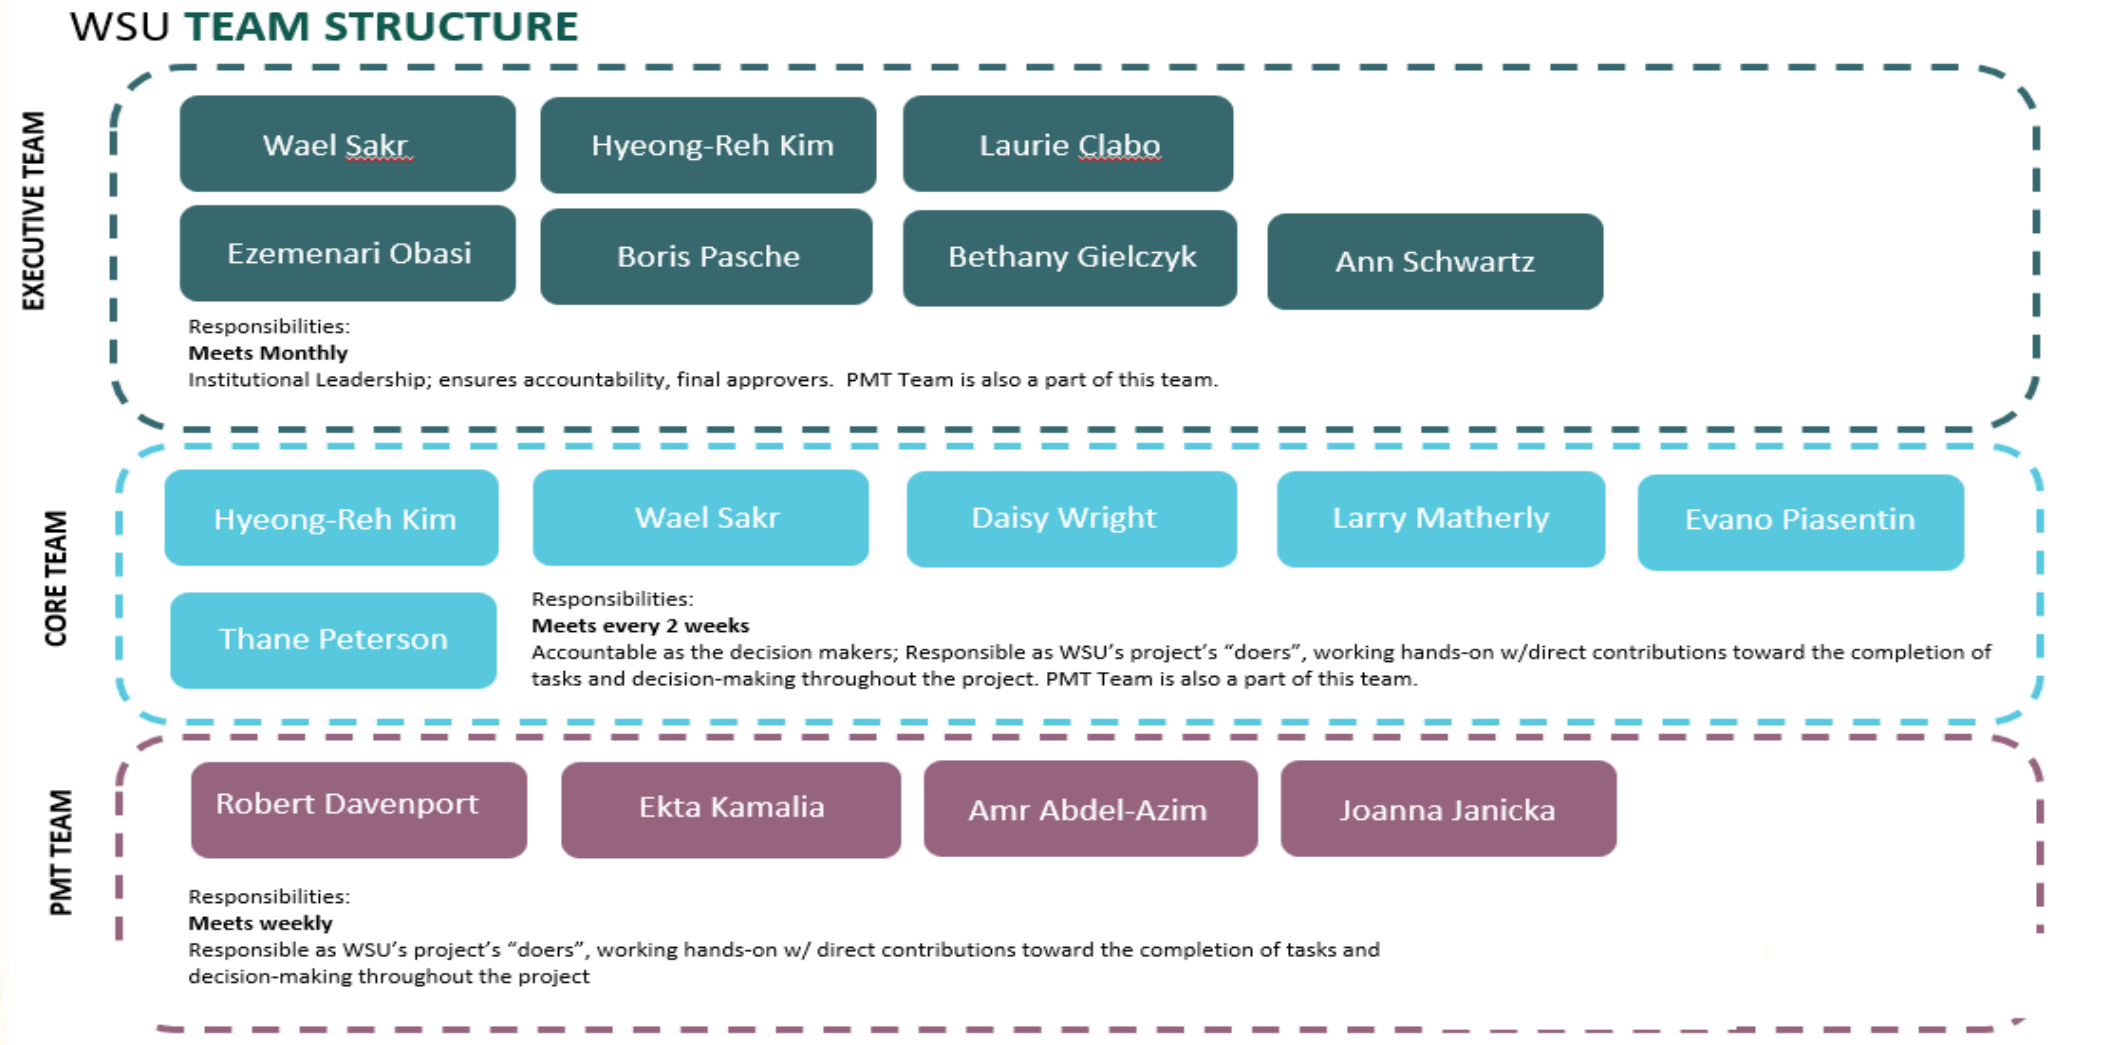 WSU TEAM STRUCTURE
EXECUTIVE TEAM
Wael Sakr
Hyeong-Reh Kim
Laurie Clabo
Ezemenari Obasi
Boris Pasche
Bethany Gielczyk
Ann Schwartz
Responsibilities:
Meets Monthly
Institutional Leadership; ensures accountability, final approvers.  PMT Team is also a part of this team.
CORE TEAM
Hyeong-Reh Kim
Wael Sakr
Daisy Wright
Larry Matherly
Evano Piasentin
Thane Peterson
Responsibilities:
Meets every 2 weeks
Accountable as the decision makers; Responsible as WSU’s project’s “doers”, working hands-on w/direct contributions toward the completion of
tasks and decision-making throughout the project. PMT Team is also a part of this team.
PMT TEAM
Robert Davenport
Ekta Kamalia
Amr Abdel-Azim
Joanna Janicka
Responsibilities:
Meets weekly
Responsible as WSU’s project’s “doers”, working hands-on w/ direct contributions toward the completion of tasks and
decision-making throughout the project